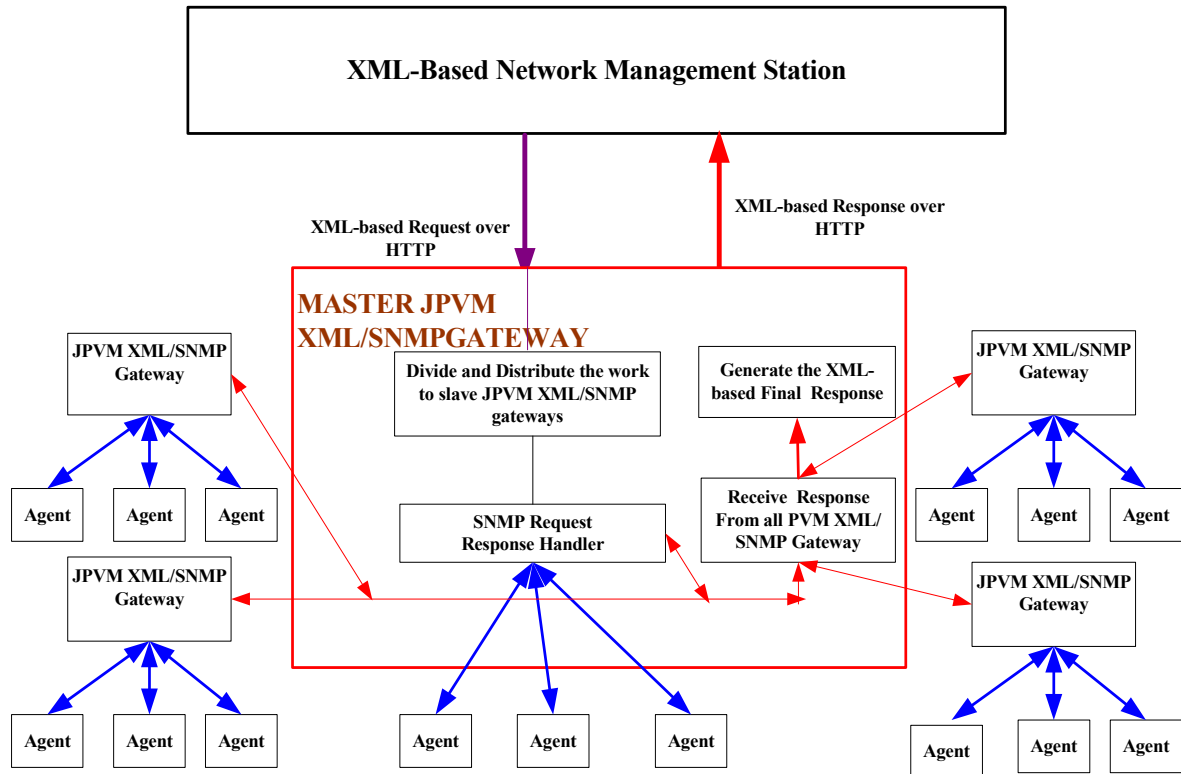 XML-Based Network Management Station
XML-based Request over
HTTP
XML-based Response over
HTTP
MASTER JPVM
XML/SNMPGATEWAY
JPVM XML/SNMP
Gateway
Agent
Agent
Agent
JPVM XML/SNMP
Gateway
Agent
Agent
Agent
Divide and Distribute the work
to slave JPVM XML/SNMP
gateways
SNMP Request
Response Handler
Agent
Agent
Agent
Generate the XML-
based Final Response
Receive Response
From all PVM XML/
SNMP Gateway
JPVM XML/SNMP
Gateway
Agent
Agent
Agent
JPVM XML/SNMP
Gateway
Agent
Agent
Agent